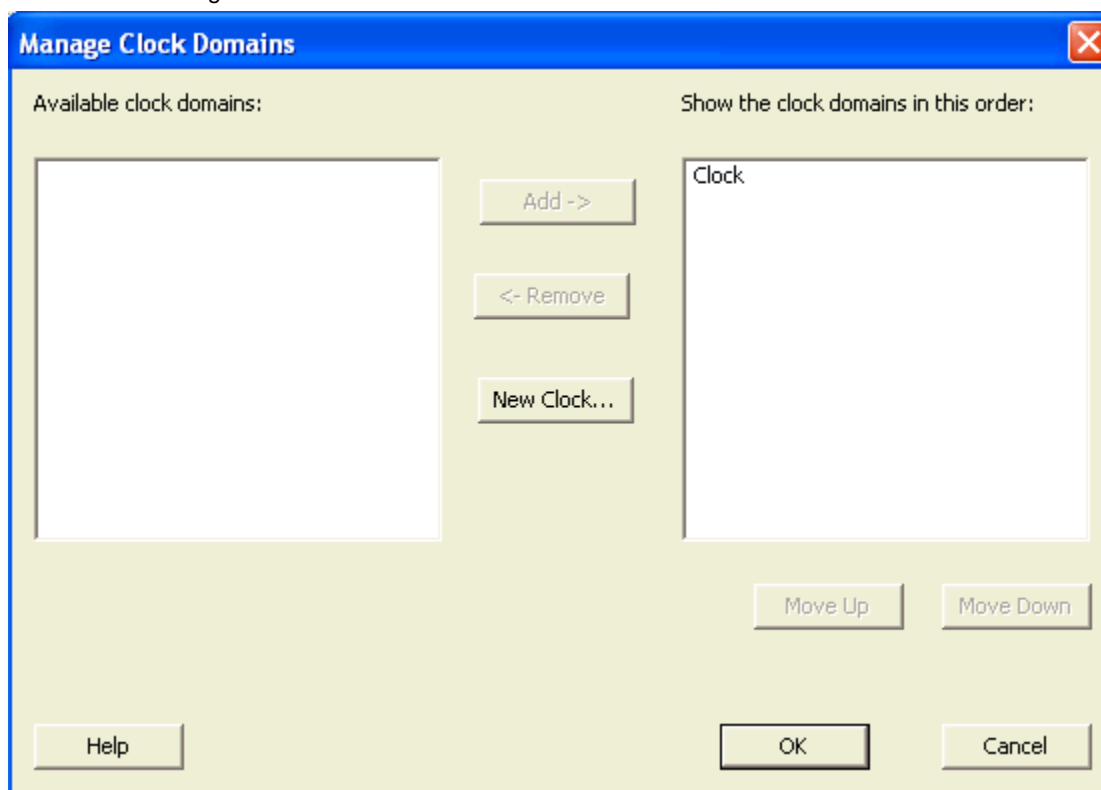 Manage Clock Domains
Available clock domains:
Show the clock domains in this order:
Clock
Add ->
<- Remove
New Clock...
Move Up
Move Down
Help
OK
Cancel